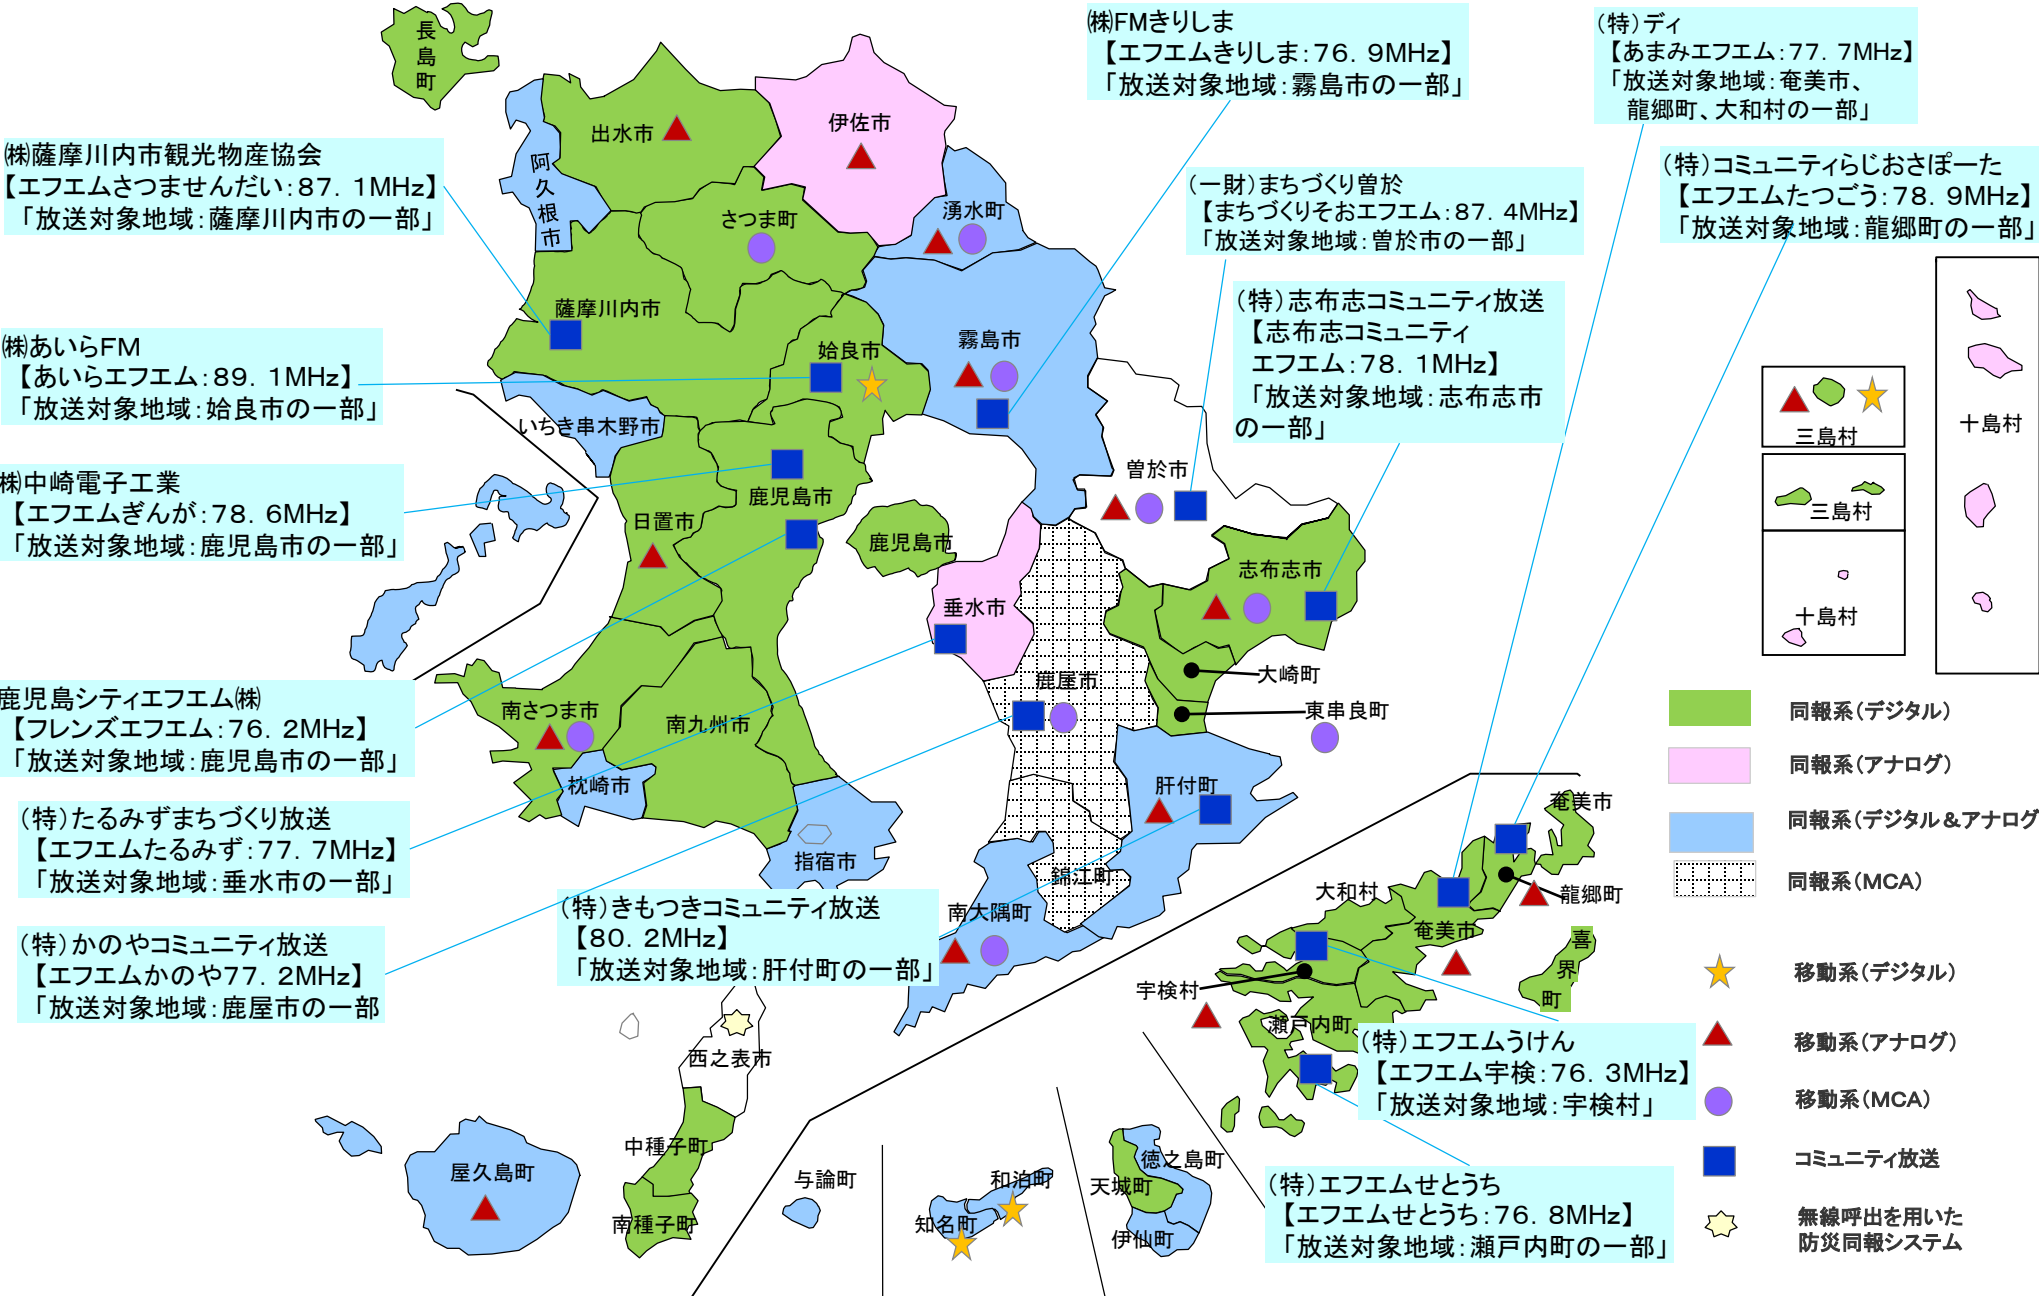 長島町
㈱FMきりしま
【エフエムきりしま：76．9MHz】
「放送対象地域：霧島市の一部」
(特)ディ
【あまみエフエム：77．7MHz】
「放送対象地域：奄美市、
龍郷町、大和村の一部」
出水市
伊佐市
阿久根市
㈱薩摩川内市観光物産協会
【エフエムさつませんだい：87．1MHz】
「放送対象地域：薩摩川内市の一部」
(一財)まちづくり曽於
【まちづくりそおエフエム：87．4MHz】
「放送対象地域：曽於市の一部」
(特)コミュニティらじおさぽーた
【エフエムたつごう：78．9MHz】
「放送対象地域：龍郷町の一部」
さつま町
湧水町
薩摩川内市
姶良市
霧島市
(特)志布志コミュニティ放送
【志布志コミュニティ
エフエム：78．1MHz】
「放送対象地域：志布志市
の一部」
㈱あいらFM
【あいらエフエム：89．1MHz】
「放送対象地域：姶良市の一部」
いちき串木野市
三島村
十島村
三島村
十島村
㈱中崎電子工業
【エフエムぎんが：78．6MHz】
「放送対象地域：鹿児島市の一部」
日置市
鹿児島市
鹿児島市
曽於市
志布志市
垂水市
大崎町
東串良町
鹿屋市
鹿児島シティエフエム㈱
【フレンズエフエム：76．2MHz】
「放送対象地域：鹿児島市の一部」
南さつま市
南九州市
枕崎市
指宿市
肝付町
錦江町
南大隅町
(特)たるみずまちづくり放送
【エフエムたるみず：77．7MHz】
「放送対象地域：垂水市の一部」
(特)かのやコミュニティ放送
【エフエムかのや77．2MHz】
「放送対象地域：鹿屋市の一部
(特)きもつきコミュニティ放送
【80．2MHz】
「放送対象地域：肝付町の一部」
奄美市
大和村
龍郷町
奄美市
喜界町
宇検村
瀬戸内町
(特)エフエムうけん
【エフエム宇検：76．3MHz】
「放送対象地域：宇検村」
(特)エフエムせとうち
【エフエムせとうち：76．8MHz】
「放送対象地域：瀬戸内町の一部」
西之表市
中種子町
南種子町
屋久島町
与論町
和泊町
知名町
徳之島町
天城町
伊仙町
同報系(デジタル)
同報系(アナログ)
同報系(デジタル＆アナログ
同報系(MCA)
移動系(デジタル)
移動系(アナログ)
移動系(MCA)
コミュニティ放送
無線呼出を用いた
防災同報システム